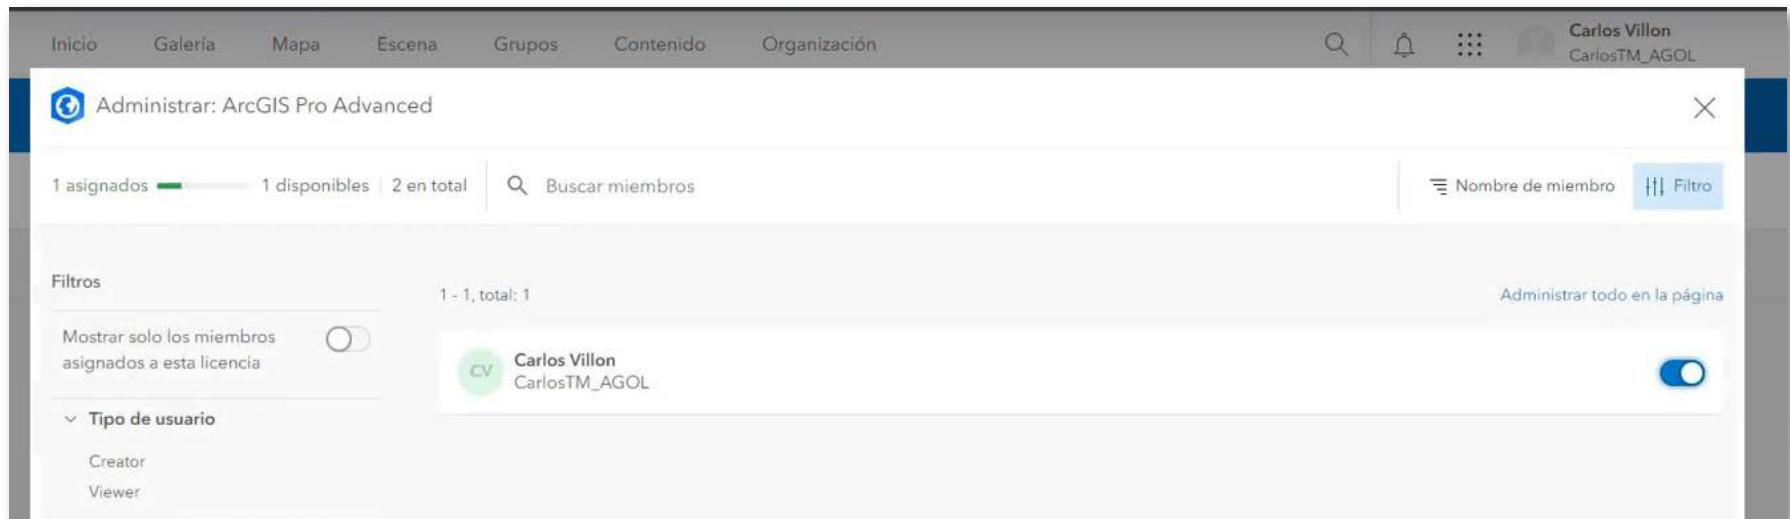 Inicio Galería Mapa Escena Grupos Contenido Organización Carlos Villon
CarlosTM_AGOL
Administrar: ArcGIS Pro Advanced
1 asignados 1 disponibles 2 en total Buscar miembros Nombre de miembro Filtro
Filtros
1 - 1, total: 1 Administrar todo en la página
Mostrar solo los miembros
asignados a esta licencia
CV Carlos Villon
CarlosTM_AGOL
Tipo de usuario
Creator
Viewer